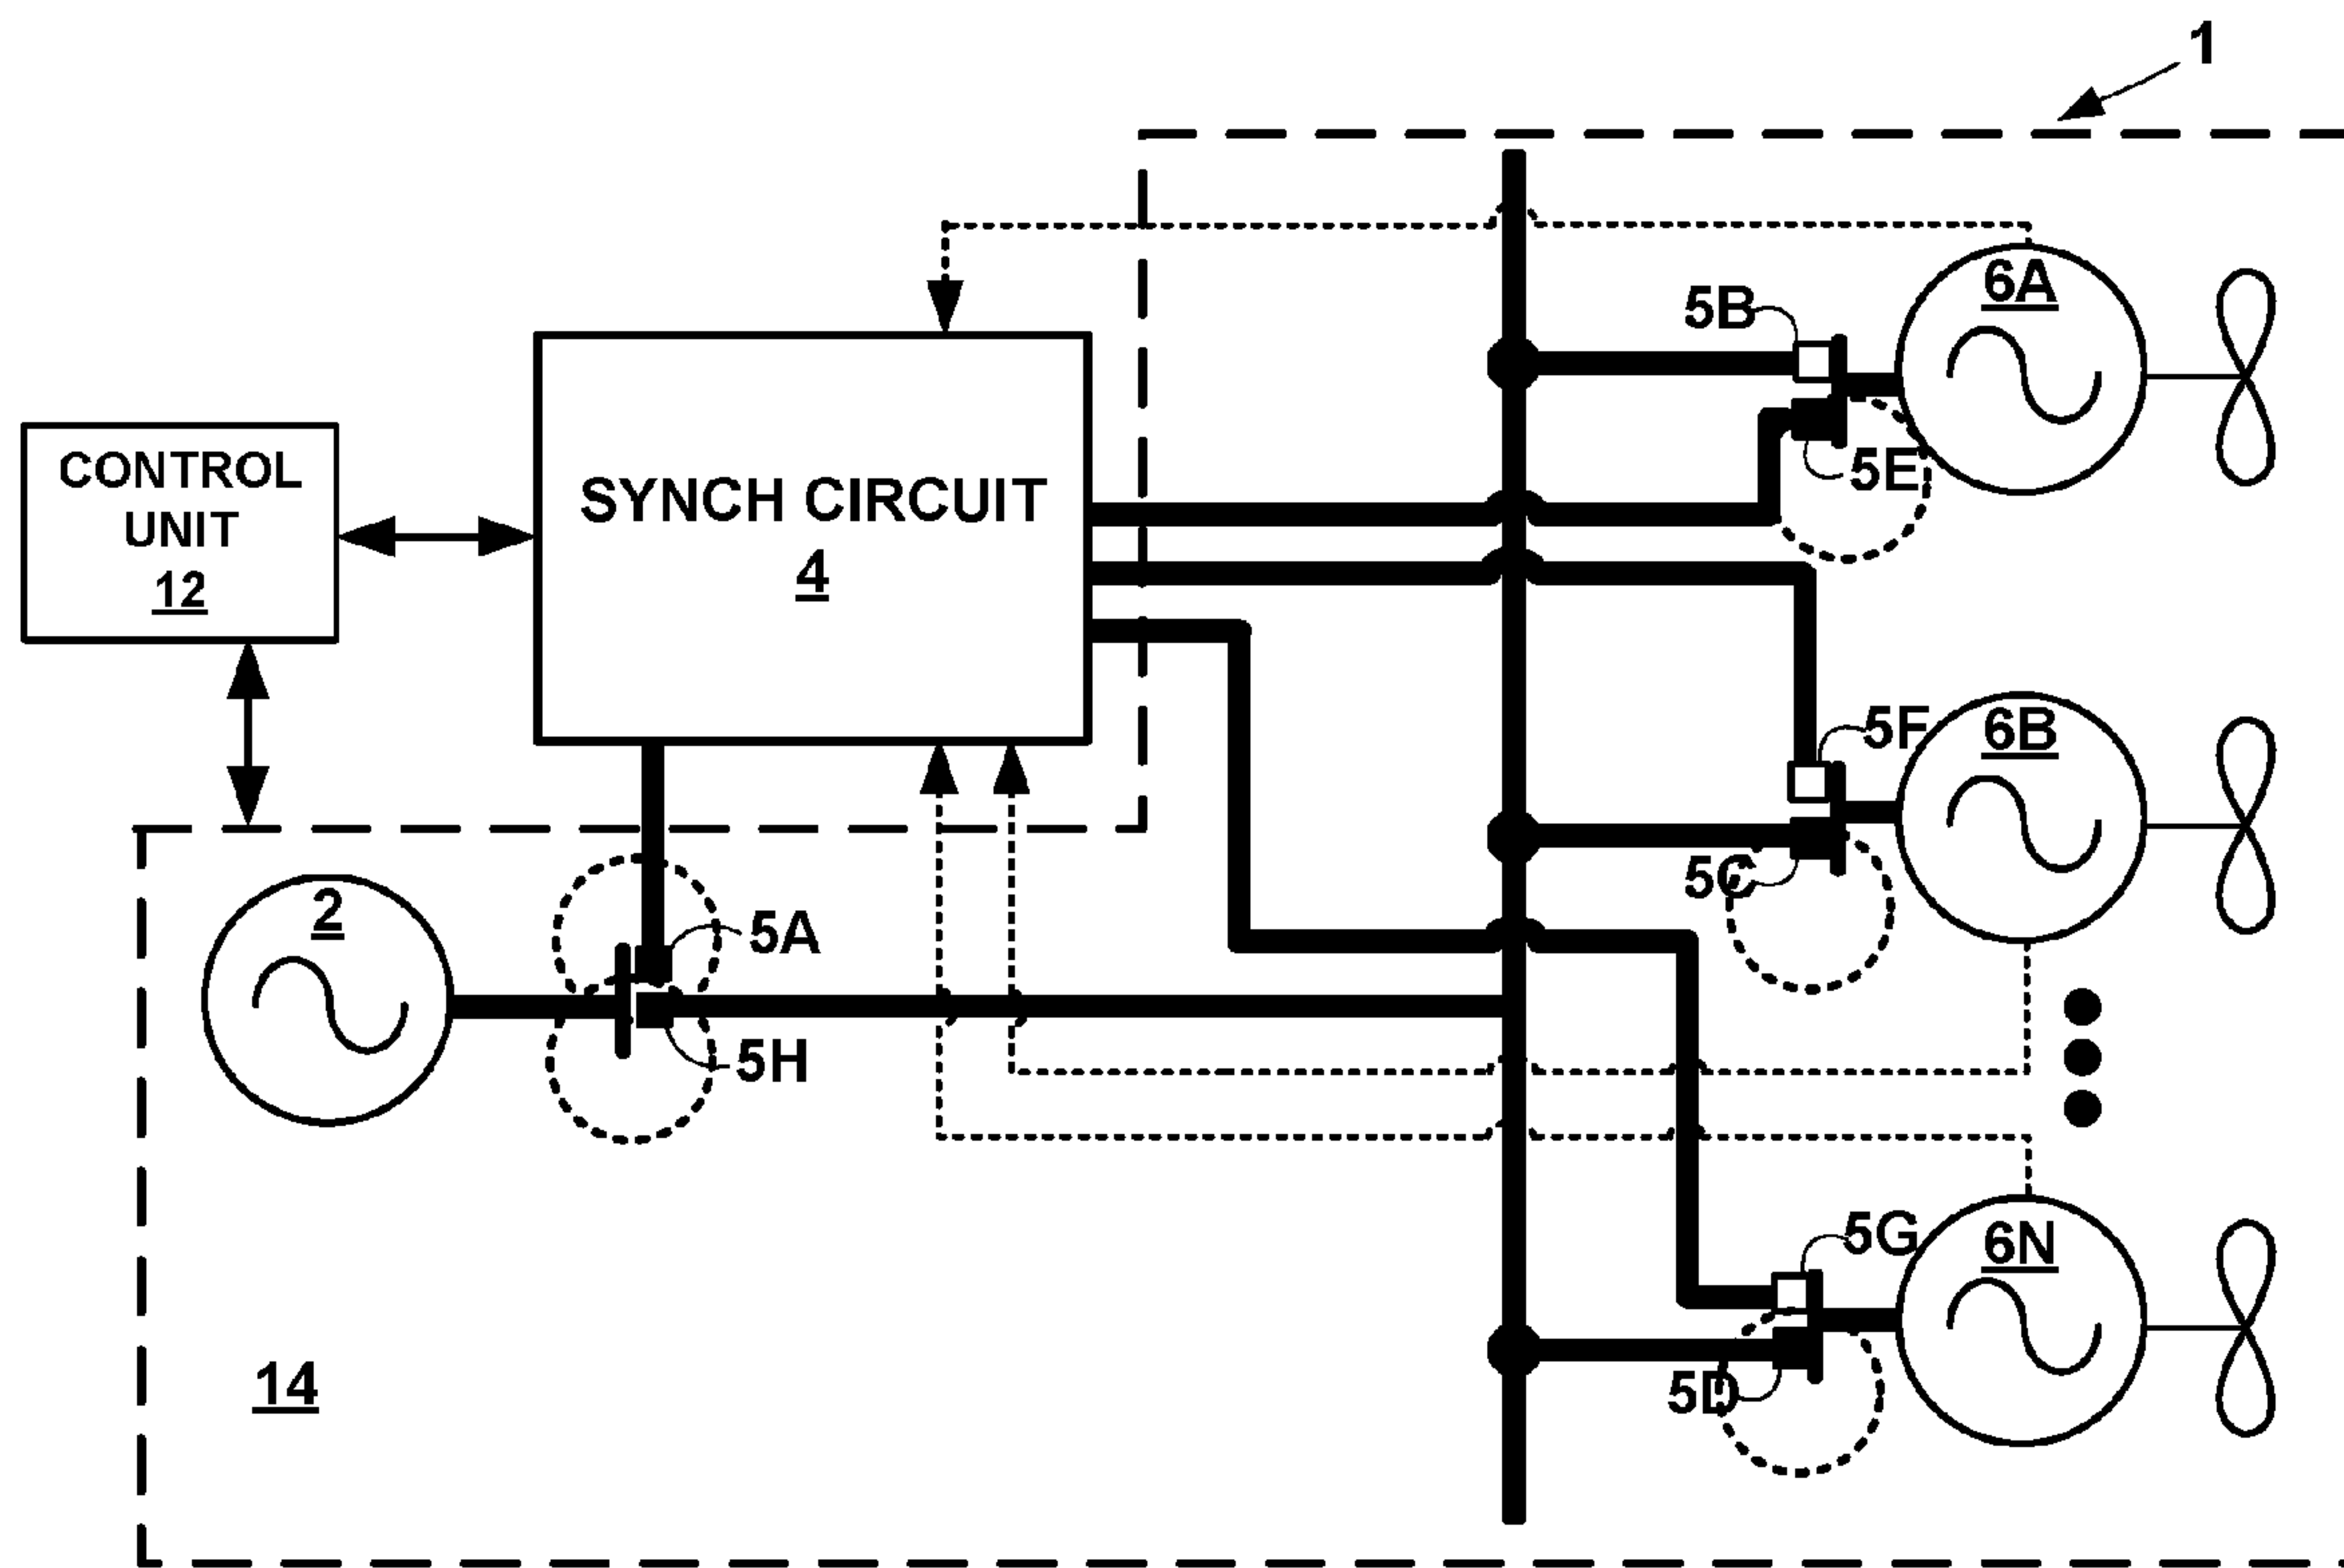 1
6A
5B
CONTROL
UNIT
12
SYNCH CIRCUIT
4
5E
5F
6B
5C
2
5A
5H
5G
6N
5D
14